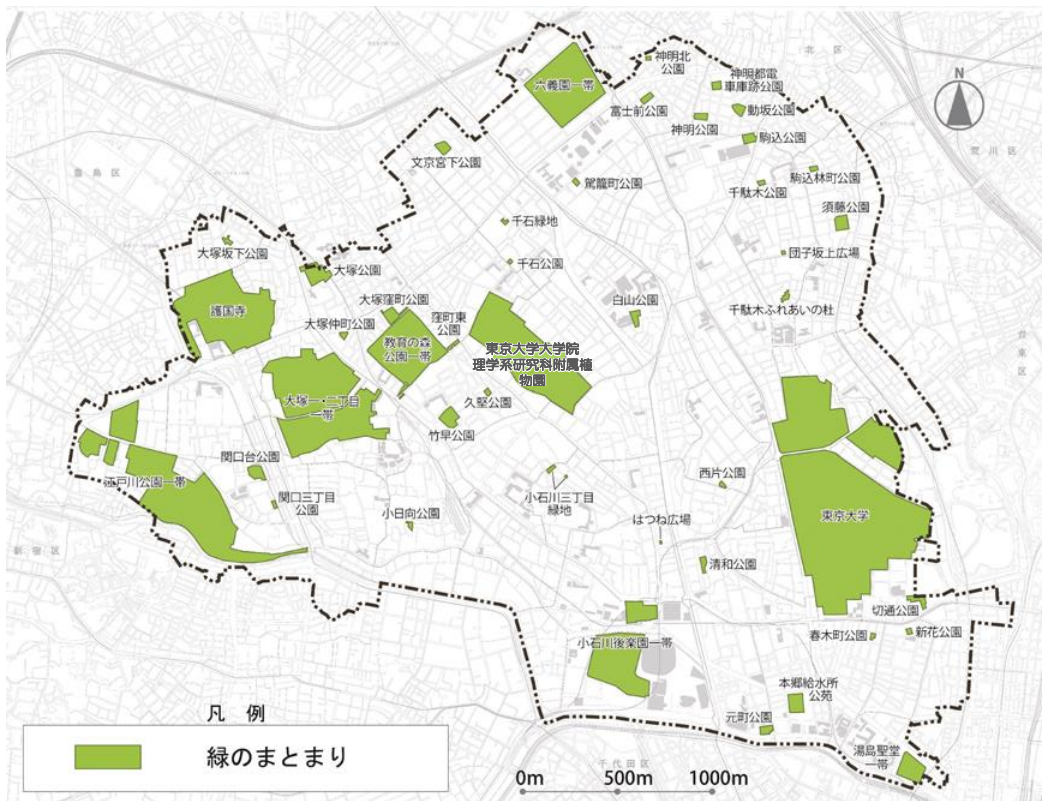 神明北
公園
北区
神明都電
車庫跡公園
N
六義園一帯
富士前公園
動坂公園
神明公園
駒込公園
荒川区
文京宮下公園
豊島区
駕籠町公園
千駄木公園
駒込林町公園
須藤公園
千石緑地
大塚坂下公園
団子坂上広場
千石公園
大塚公園
護国寺
大塚窪町公園
白山公園
千駄木ふれあいの杜
大塚仲町公園
窪町東
公園
教育の森
公園一帯
東京大学大学院
理学系研究科附属植
物園
台東区
大塚一・二丁目
一帯
久堅公園
竹早公園
関口台公園
江戸川公園一帯
西片公園
関口三丁目
公園
小石川三丁目
緑地
小日向公園
はつね広場
東京大学
新宿区
清和公園
切通公園
春木町公園
新花公園
小石川後楽園一帯
本郷給水所
公苑
元町公園
湯島聖堂
一帯
千代田区
凡例
緑のまとまり
0m
500m
1000m